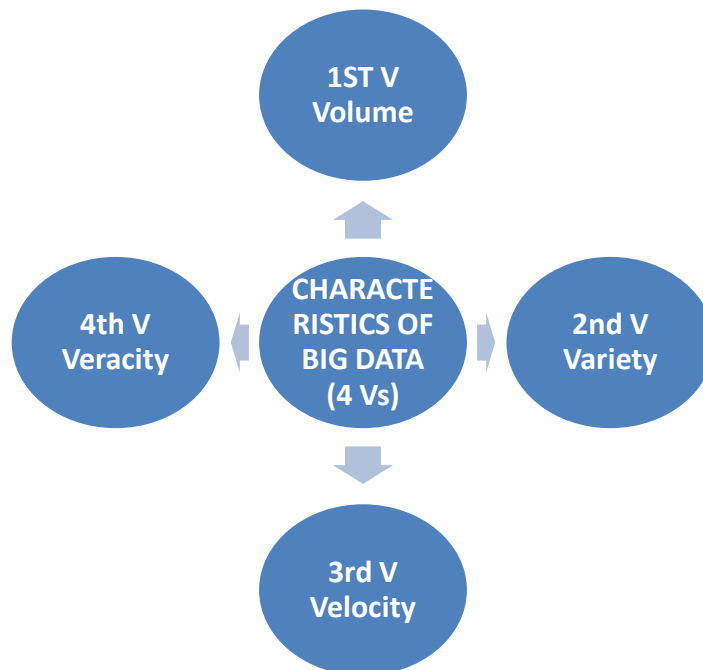 1ST V
Volume
4th V
Veracity
CHARACTE
RISTICS OF
BIG DATA
(4 Vs)
2nd V
Variety
3rd V
Velocity